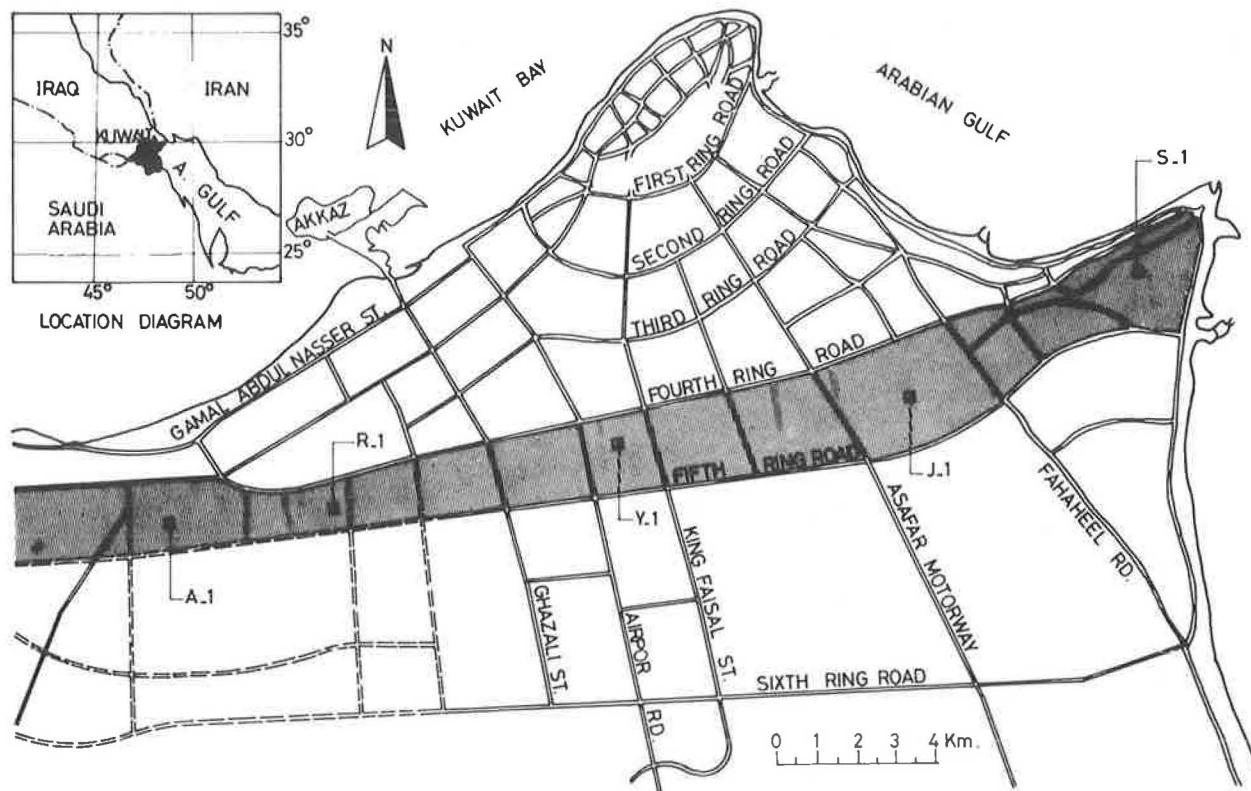 35°
IRAQ
IRAN
KUWAIT
30°
A. GULF
SAUDI
ARABIA
25°
45°
50°
LOCATION DIAGRAM
N
KUWAIT BAY
ARABIAN GULF
AKKAZ
FIRST RING ROAD
SECOND RING ROAD
THIRD RING ROAD
FOURTH RING ROAD
GAMAL ABDUL NASSER ST.
S_1
R_1
FIFTH RING ROAD
J_1
Y_1
A_1
GHAZALI ST.
AIRPOR RD.
KING FAISAL ST.
ASAFAR MOTORWAY
FAHAHEEL RD.
SIXTH RING ROAD
0 1 2 3 4 Km.